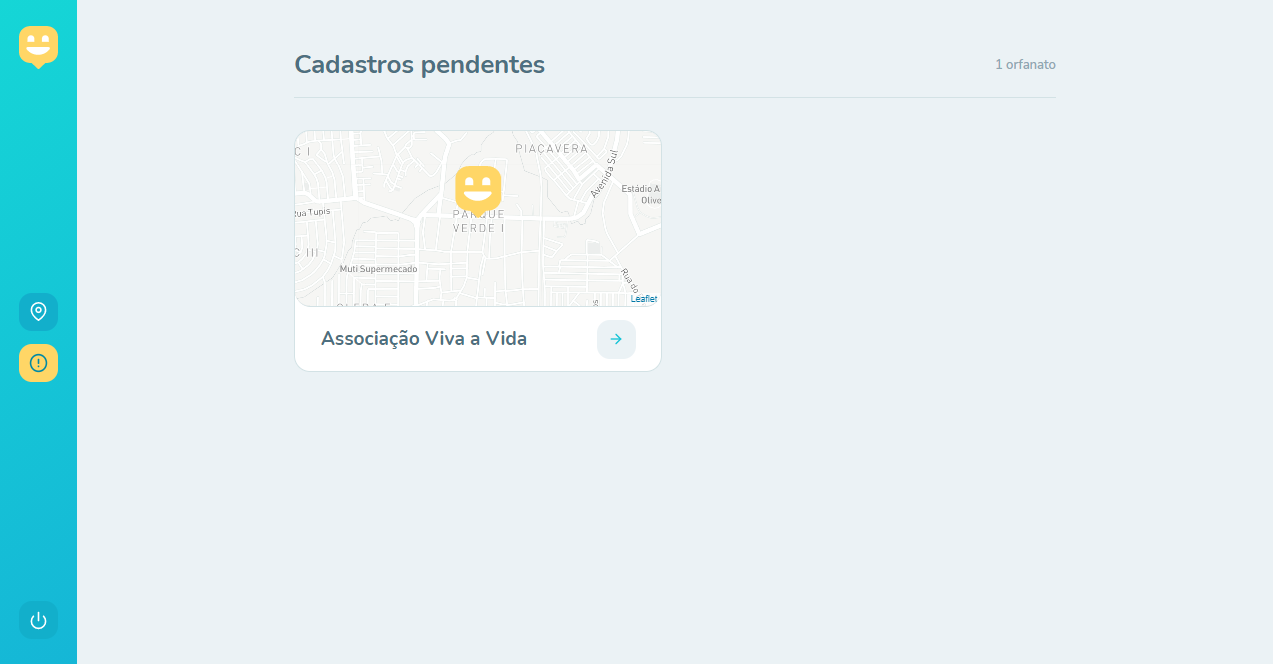 Cadastros pendentes
1 orfanato
C I
PIAÇAVERA
Avenida Sul
Estádio A
Olive
Rua Tupis
PARQUE
VERDE I
C III
Muti Supermecado
Rua do
Leaflet
Associação Viva a Vida